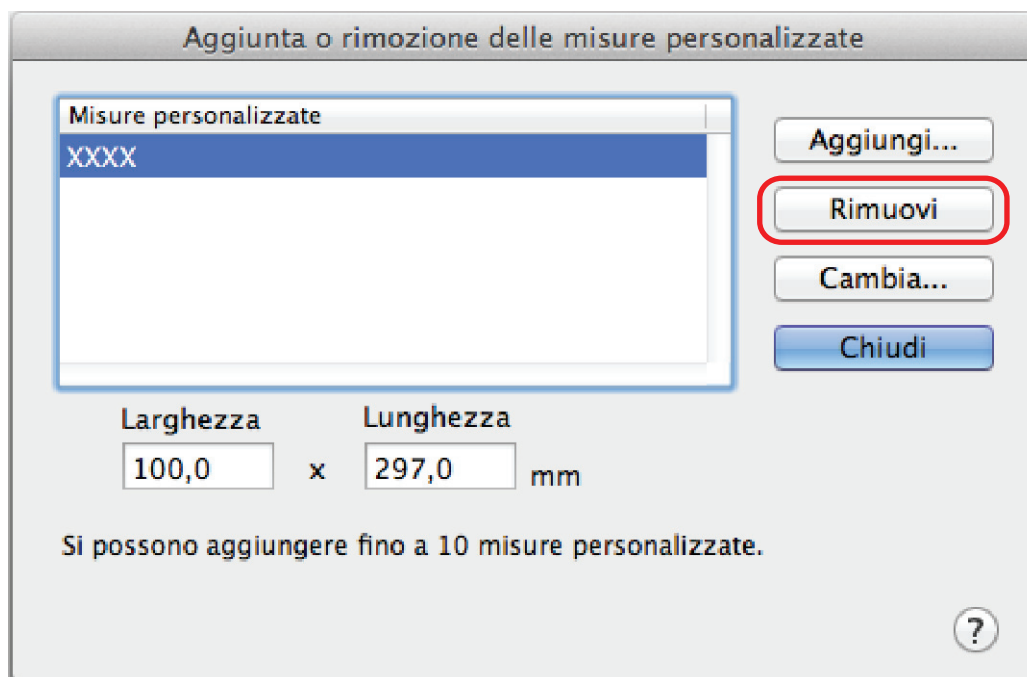 Aggiunta o rimozione delle misure personalizzate
Misure personalizzate
XXXX
Aggiungi...
Rimuovi
Cambia...
Chiudi
Larghezza Lunghezza
100,0 x 297,0 mm
Si possono aggiungere fino a 10 misure personalizzate.
?